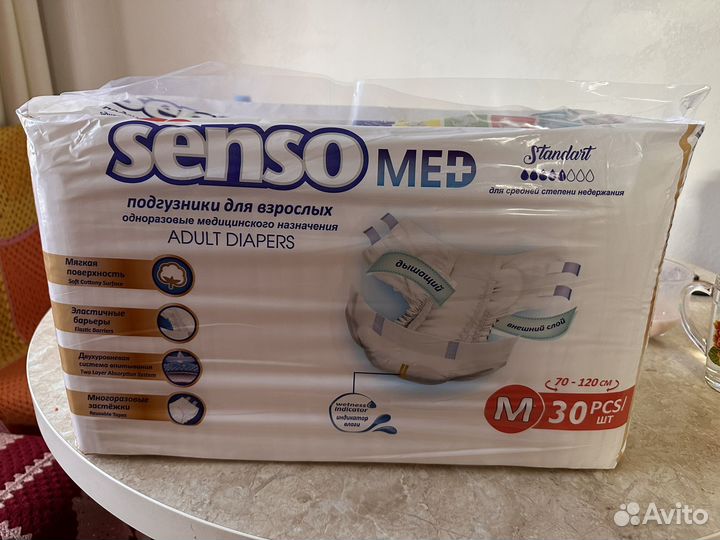 senso MED
подгузники для взрослых
одноразовые медицинского назначения
ADULT DIAPERS
Standart
для средней степени недержания
Мягкая
поверхность
Soft Cottony Surface
Эластичные
барьеры
Elastic Barriers
Двухуровневая
система впитывания
Two Layer Absorption System
Многоразовые
застёжки
Reusable Tapes
дышащий
внешний слой
wetness
indicator
индикатор
влаги
70 - 120 см
M 30 PCS/
ШТ
Avito